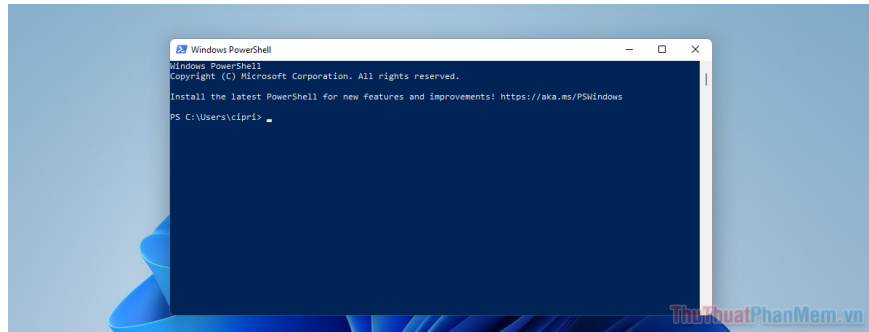 Windows PowerShell
Windows PowerShell
Copyright (C) Microsoft Corporation. All rights reserved.
Install the latest PowerShell for new features and improvements! https://aka.ms/PSWindows
PS C:\Users\cipri>
ThuThuatPhanMem.vn